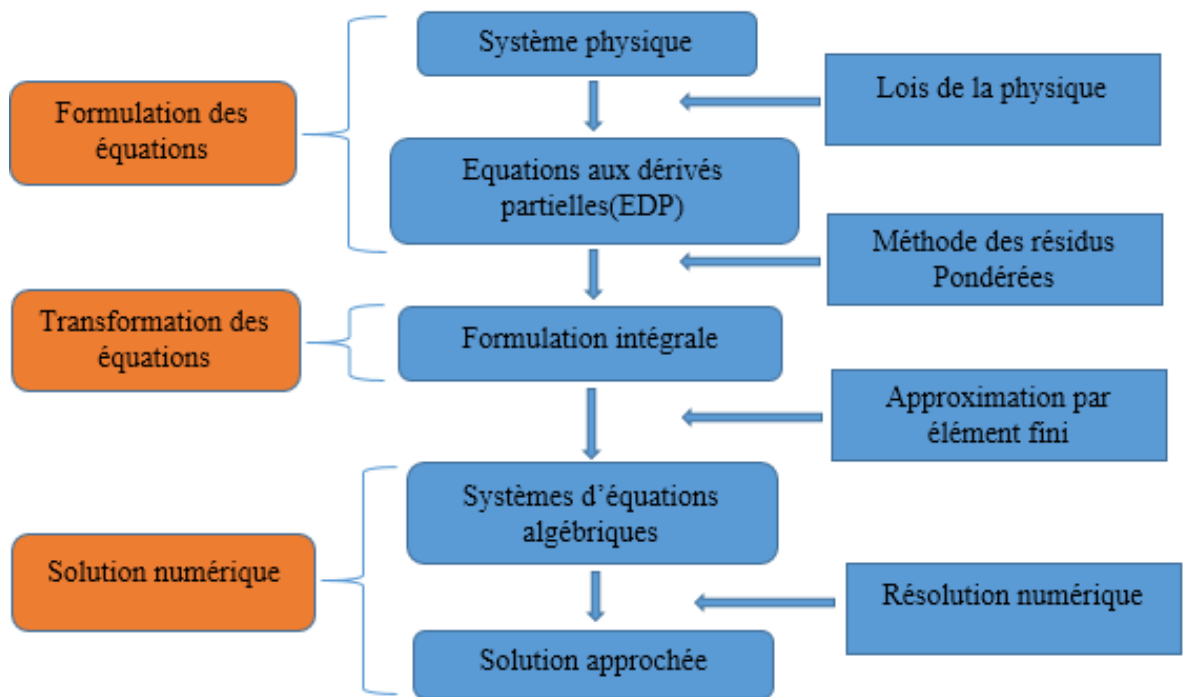 Système physique
Lois de la physique
Formulation des
équations
Equations aux dérivés
partielles(EDP)
Méthode des résidus
Pondérées
Transformation des
équations
Formulation intégrale
Approximation par
élément fini
Systèmes d’équations
algébriques
Solution numérique
Résolution numérique
Solution approchée